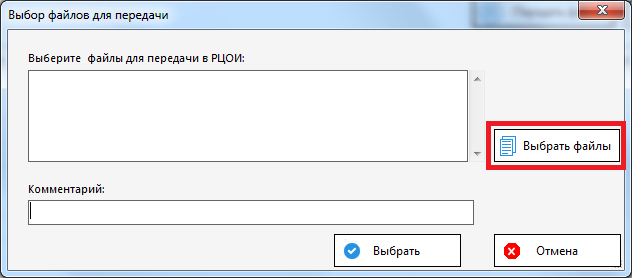 Выбор файлов для передачи
Выберите файлы для передачи в РЦОИ:
Выбрать файлы
Комментарий:
Выбрать
Отмена